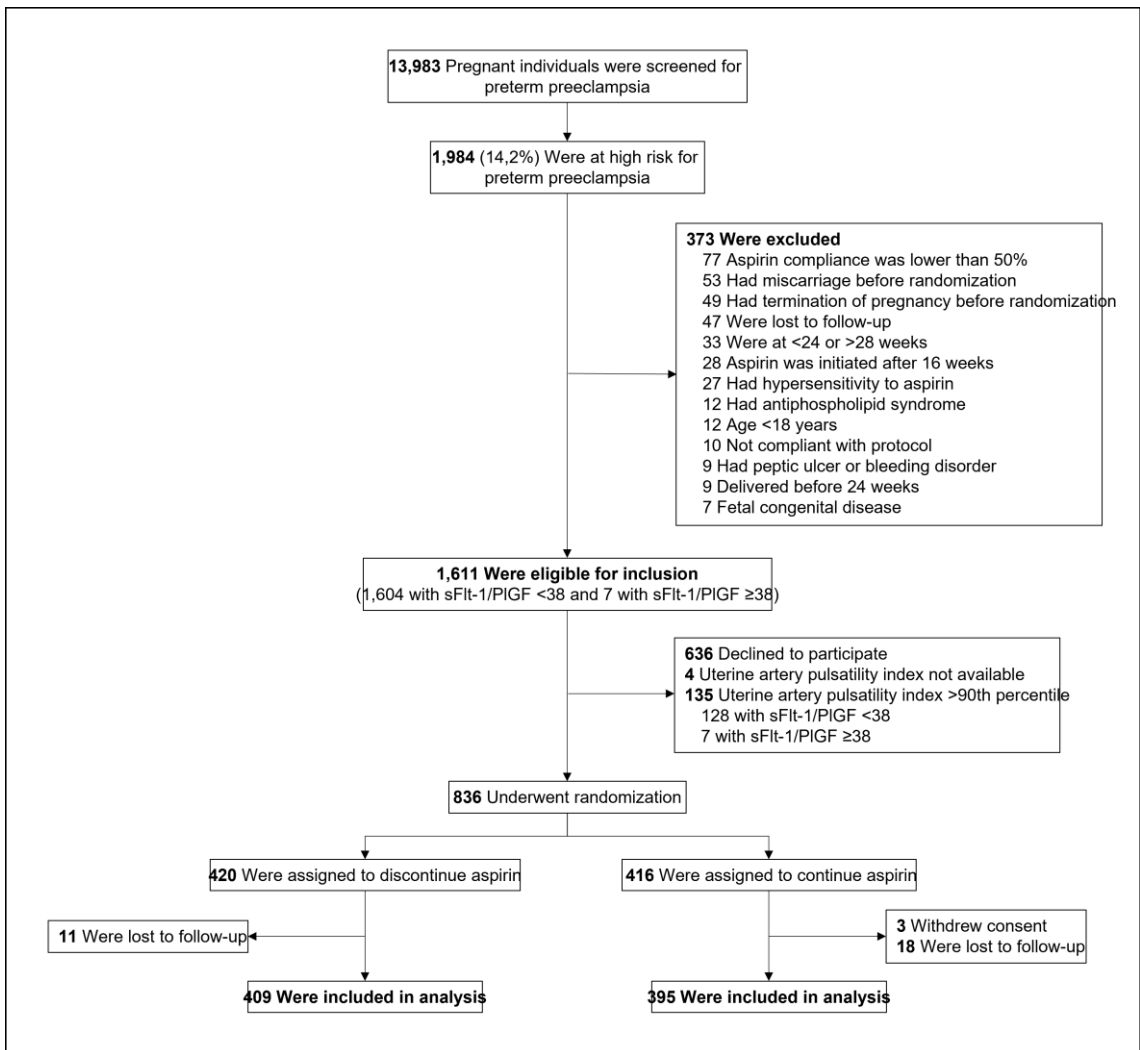 13,983 Pregnant individuals were screened for
preterm preeclampsia
1,984 (14,2%) Were at high risk for
preterm preeclampsia
373 Were excluded
77 Aspirin compliance was lower than 50%
53 Had miscarriage before randomization
49 Had termination of pregnancy before randomization
47 Were lost to follow-up
33 Were at <24 or >28 weeks
28 Aspirin was initiated after 16 weeks
27 Had hypersensitivity to aspirin
12 Had antiphospholipid syndrome
12 Age <18 years
10 Not compliant with protocol
9 Had peptic ulcer or bleeding disorder
9 Delivered before 24 weeks
7 Fetal congenital disease
1,611 Were eligible for inclusion
(1,604 with sFlt-1/PlGF <38 and 7 with sFlt-1/PlGF ≥38)
636 Declined to participate
4 Uterine artery pulsatility index not available
135 Uterine artery pulsatility index >90th percentile
128 with sFlt-1/PlGF <38
7 with sFlt-1/PlGF ≥38
836 Underwent randomization
420 Were assigned to discontinue aspirin
416 Were assigned to continue aspirin
11 Were lost to follow-up
3 Withdrew consent
18 Were lost to follow-up
409 Were included in analysis
395 Were included in analysis